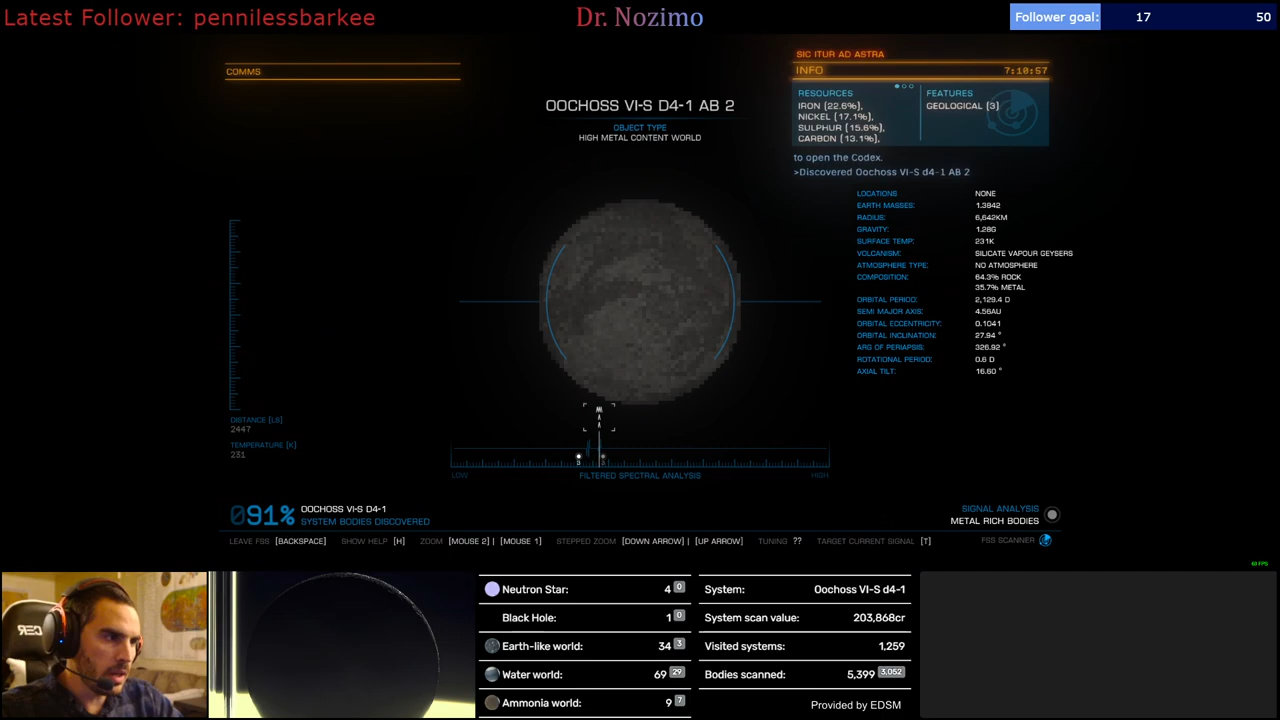 Latest Follower: pennilessbarkee
Dr. Nozimo
Follower goal: 17 50
COMMS
SIC ITUR AD ASTRA
INFO 7:10:57
RESOURCES
IRON (22.6%),
NICKEL (17.1%),
SULPHUR (15.6%),
CARBON (13.1%),
FEATURES
GEOLOGICAL (3)
to open the Codex.
>Discovered Oochoss VI-S d4-1 AB 2
OOCHOSS VI-S D4-1 AB 2
OBJECT TYPE
HIGH METAL CONTENT WORLD
LOCATIONS NONE
EARTH MASSES: 1.3842
RADIUS: 6,642KM
GRAVITY: 1.28G
SURFACE TEMP: 231K
VOLCANISM: SILICATE VAPOUR GEYSERS
ATMOSPHERE TYPE: NO ATMOSPHERE
COMPOSITION: 64.3% ROCK
35.7% METAL
ORBITAL PERIOD: 2,129.4 D
SEMI MAJOR AXIS: 4.56AU
ORBITAL ECCENTRICITY: 0.1041
ORBITAL INCLINATION: 27.94 °
ARG OF PERIAPSIS: 326.92 °
ROTATIONAL PERIOD: 0.6 D
AXIAL TILT: 16.60 °
DISTANCE [LS]
2447
TEMPERATURE [K]
231
LOW FILTERED SPECTRAL ANALYSIS HIGH
091% OOCHOSS VI-S D4-1
SYSTEM BODIES DISCOVERED
SIGNAL ANALYSIS
METAL RICH BODIES
LEAVE FSS [BACKSPACE] SHOW HELP [H] ZOOM [MOUSE 2] | [MOUSE 1] STEPPED ZOOM [DOWN ARROW] | [UP ARROW] TUNING ?? TARGET CURRENT SIGNAL [T] FSS SCANNER
60 FPS
Neutron Star: 4 0
Black Hole: 1 0
Earth-like world: 34 3
Water world: 69 29
Ammonia world: 9 7
System: Oochoss VI-S d4-1
System scan value: 203,868cr
Visited systems: 1,259
Bodies scanned: 5,399 3,052
Provided by EDSM